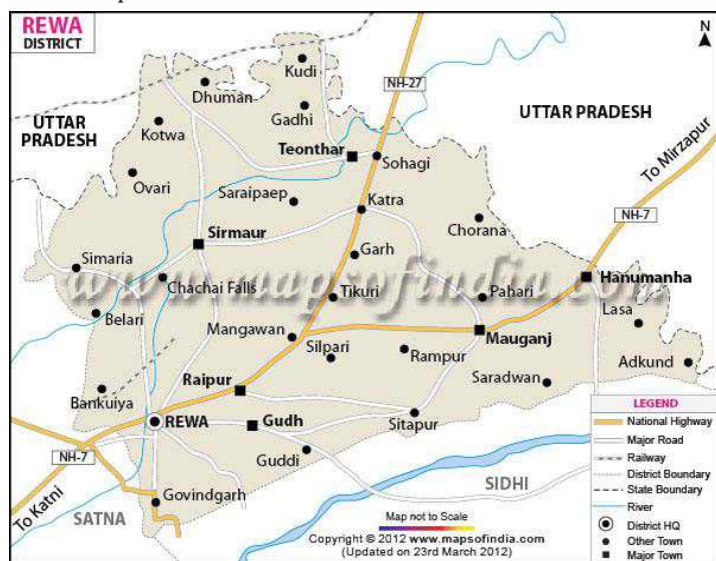 REWA
DISTRICT
N
Kudi
NH-27
Dhuman
UTTAR
PRADESH
Gadhi
UTTAR PRADESH
Kotwa
Teonthar
Sohagi
To Mirzapur
Ovari
Saraipaep
Katra
NH-7
Chorana
Sirmaur
Garh
Simaria
Hanumanha
www.mapsofindia.com
Chachai Falls
Tikuri
Pahari
Lasa
Belari
Mangawan
Mauganj
Silpari
Rampur
Adkund
Raipur
Saradwan
Bankuiya
REWA
Gudh
Sitapur
NH-7
Guddi
To Katni
Govindgarh
SIDHI
SATNA
LEGEND
National Highway
Major Road
Railway
District Boundary
State Boundary
River
District HQ
Other Town
Major Town
Map not to Scale
Copyright © 2012 www.mapsofindia.com
(Updated on 23rd March 2012)